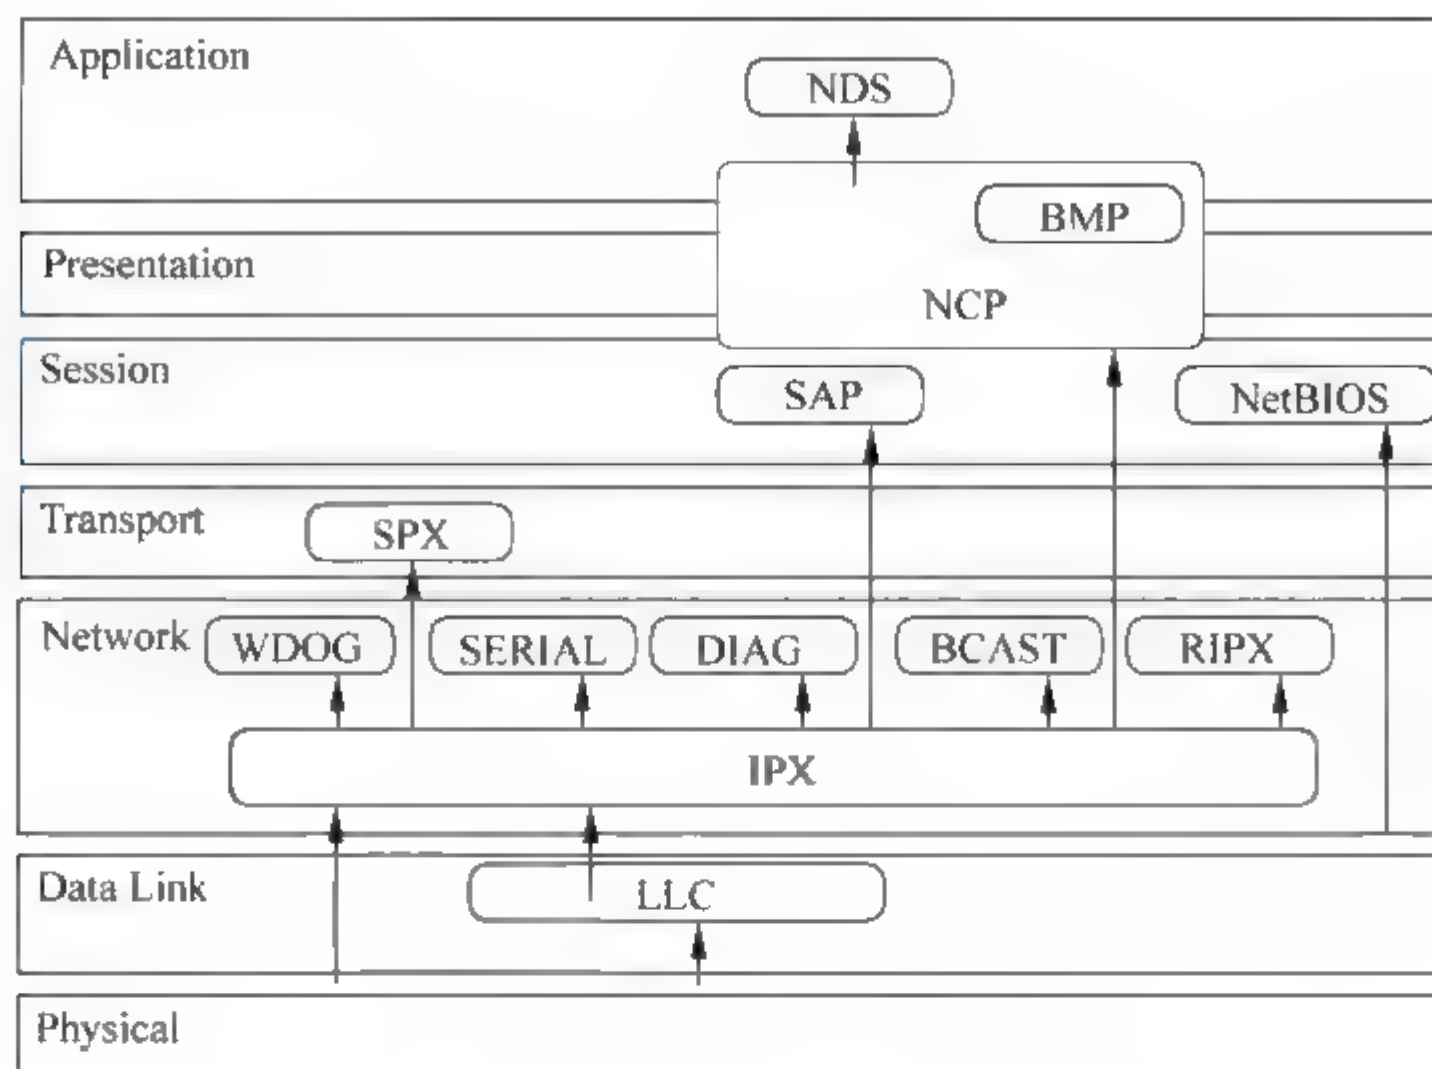 Application
NDS
BMP
Presentation
NCP
Session
SAP
NetBIOS
Transport
SPX
Network
WDOG
SERIAL
DIAG
BCAST
RIPX
IPX
Data Link
LLC
Physical